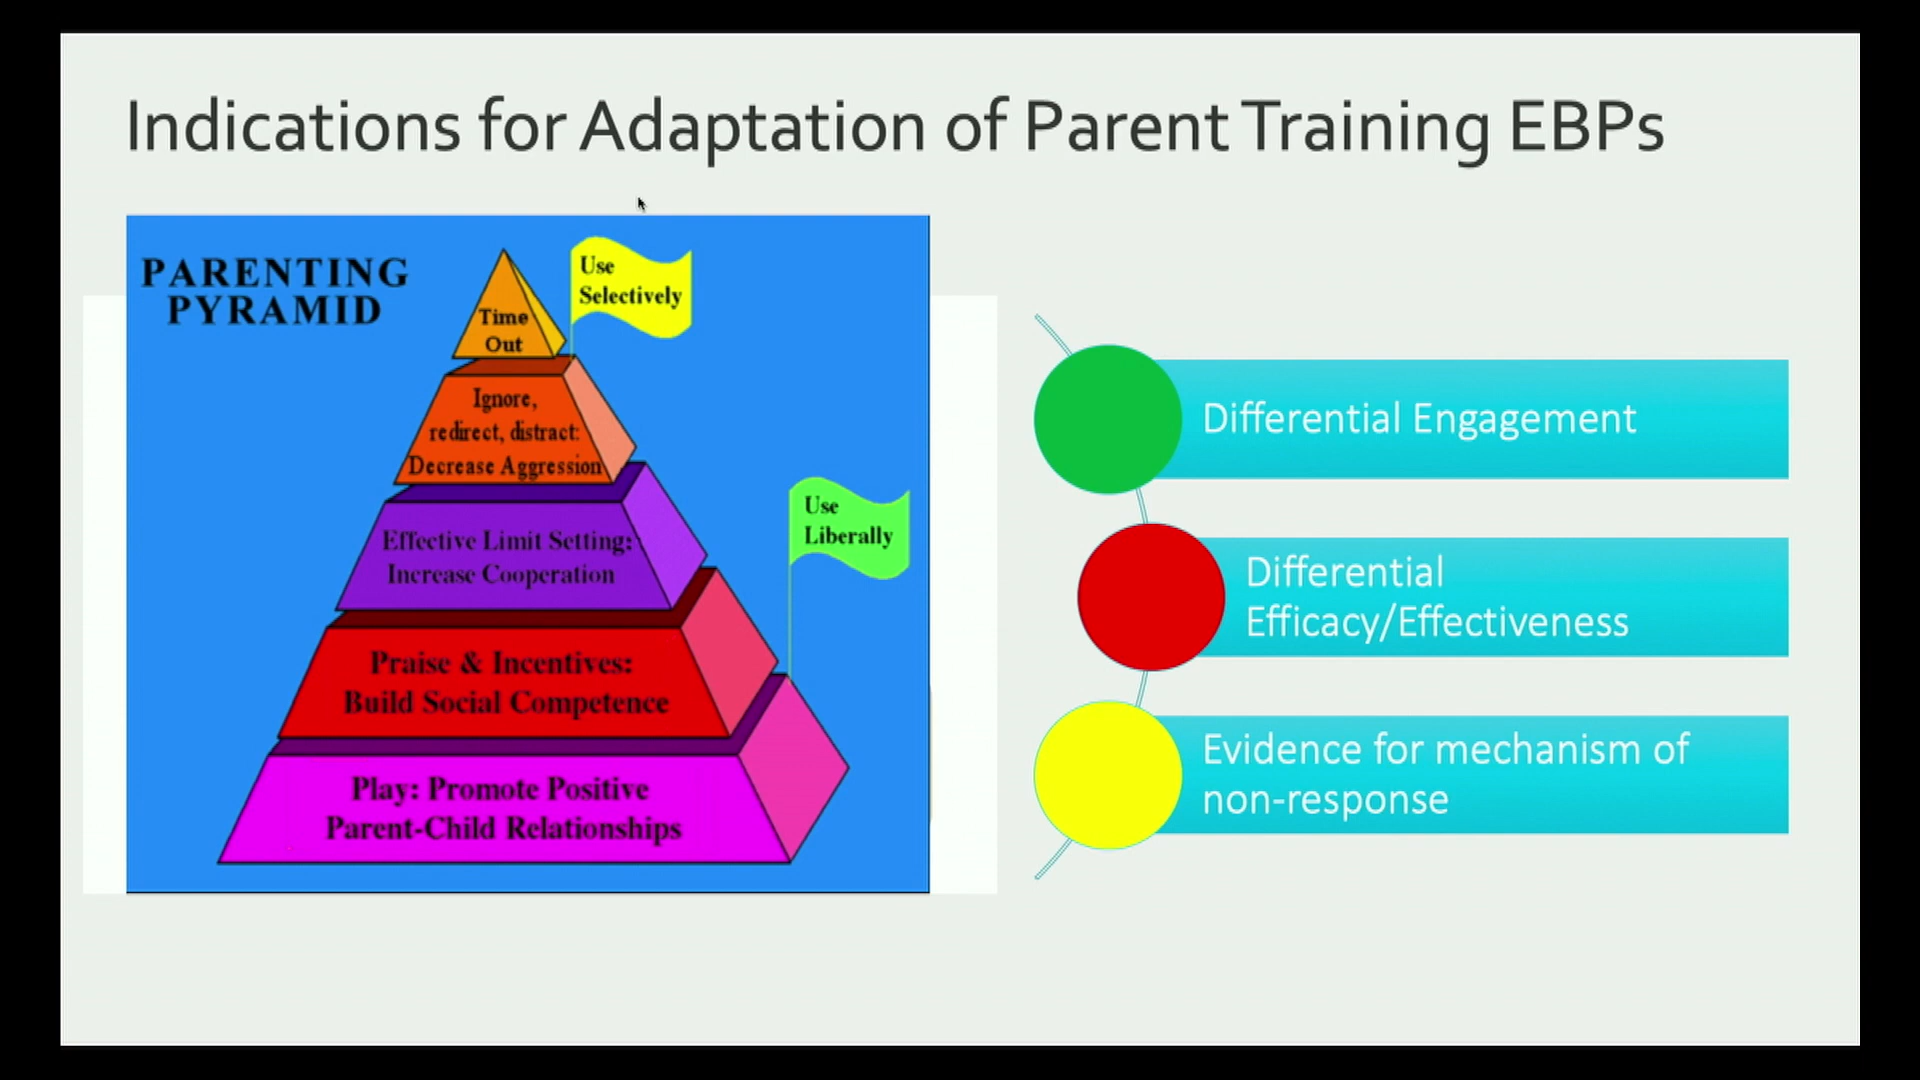 Indications for Adaptation of Parent Training EBPs
PARENTING
PYRAMID
Use
Selectively
Time
Out
Ignore,
redirect, distract:
Decrease Aggression
Use
Liberally
Effective Limit Setting:
Increase Cooperation
Praise & Incentives:
Build Social Competence
Play: Promote Positive
Parent-Child Relationships
Differential Engagement
Differential
Efficacy/Effectiveness
Evidence for mechanism of
non-response